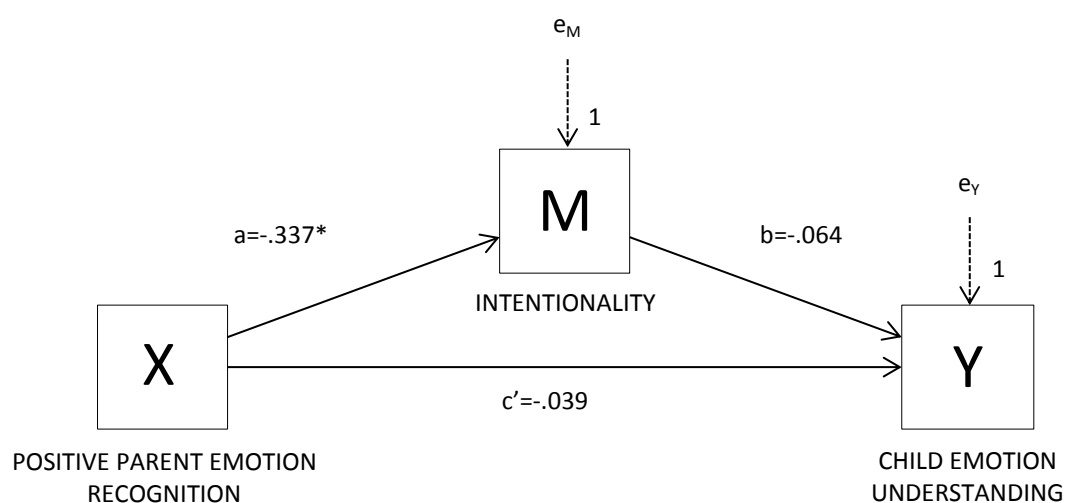 eM
1
M
a=-.337*
b=-.064
INTENTIONALITY
eY
1
X
Y
c’=-.039
POSITIVE PARENT EMOTION
RECOGNITION
CHILD EMOTION
UNDERSTANDING